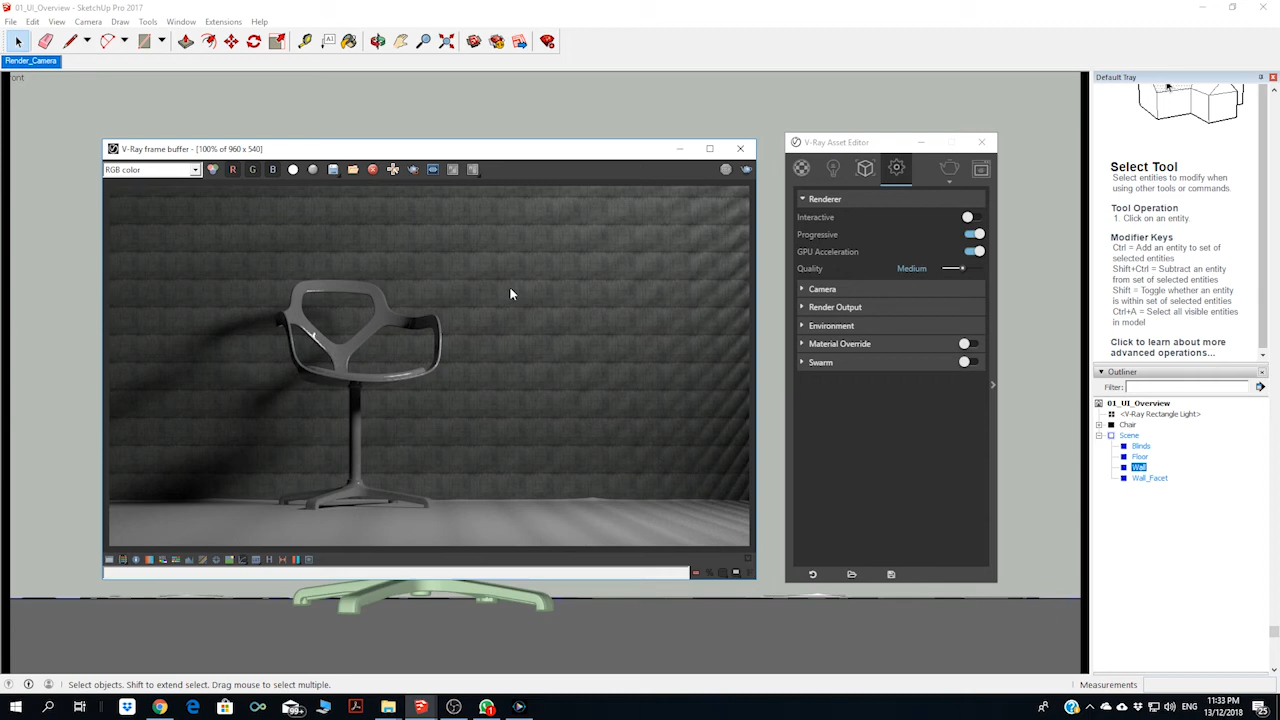 01_UI_Overview - SketchUp Pro 2017
File Edit View Camera Draw Tools Window Extensions Help
Render_Camera
ont
Default Tray
V-Ray frame buffer - [100% of 960 x 540]
RGB color
R G B
V-Ray Asset Editor
Renderer
Interactive
Progressive
GPU Acceleration
Quality Medium
Camera
Render Output
Environment
Material Override
Swarm
Select Tool
Select entities to modify when
using other tools or commands.
Tool Operation
1. Click on an entity.
Modifier Keys
Ctrl = Add an entity to set of
selected entities
Shift+Ctrl = Subtract an entity
from set of selected entities
Shift = Toggle whether an entity
is within set of selected entities
Ctrl+A = Select all visible entities
in model
Click to learn about more
advanced operations...
Outliner
Filter:
01_UI_Overview
<V-Ray Rectangle Light>
Chair
Scene
Blinds
Floor
Wall
Wall_Facet
Select objects. Shift to extend select. Drag mouse to select multiple.
Measurements
11:33 PM
13/12/2018